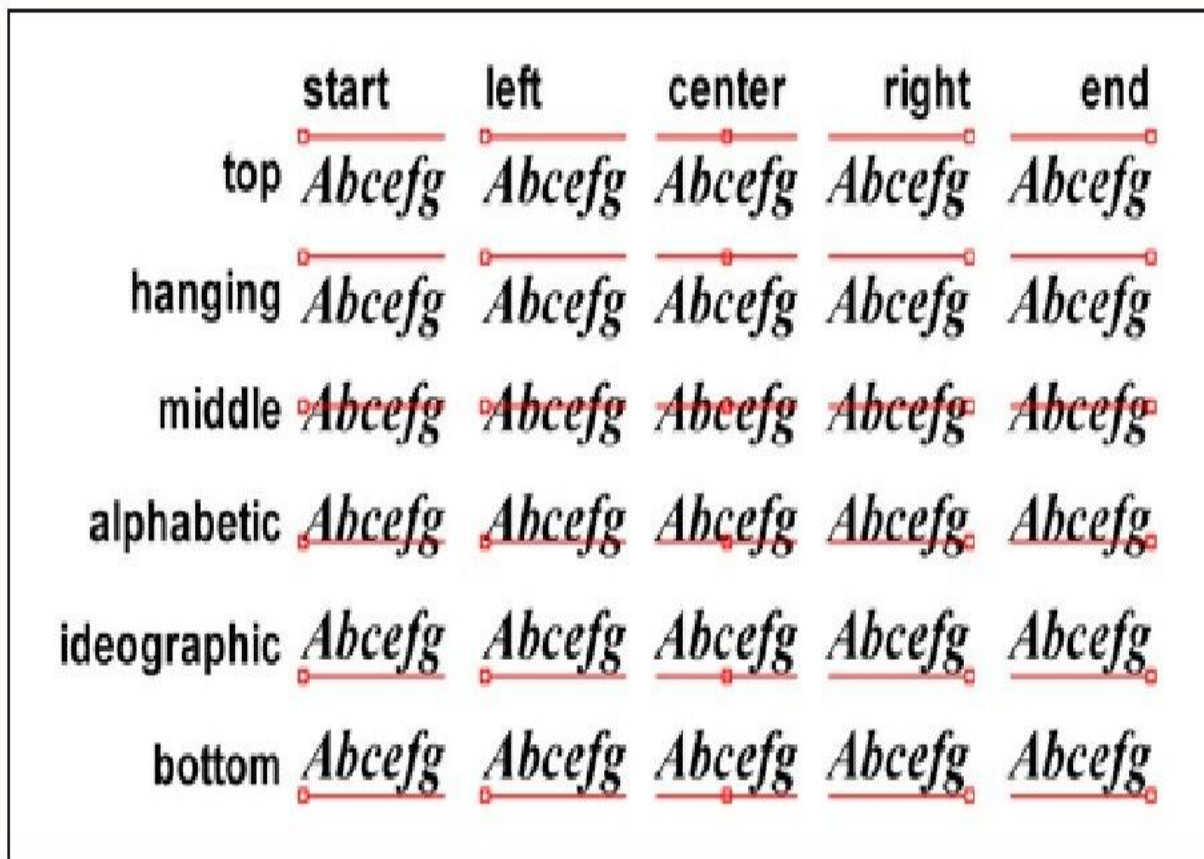 start left center right end
top Abcefg Abcefg Abcefg Abcefg Abcefg
hanging Abcefg Abcefg Abcefg Abcefg Abcefg
middle Abcefg Abcefg Abcefg Abcefg Abcefg
alphabetic Abcefg Abcefg Abcefg Abcefg Abcefg
ideographic Abcefg Abcefg Abcefg Abcefg Abcefg
bottom Abcefg Abcefg Abcefg Abcefg Abcefg